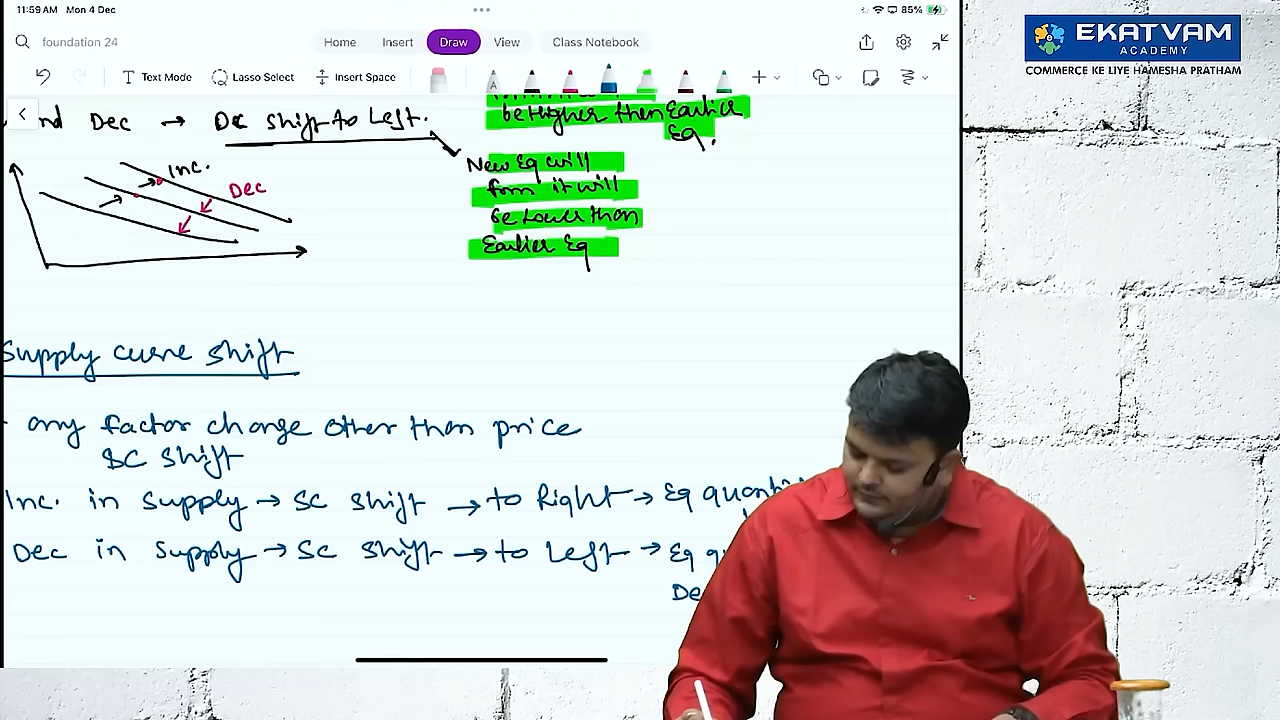 11:59 AM Mon 4 Dec
85%
foundation 24
Home Insert Draw View Class Notebook
Text Mode Lasso Select Insert Space
EKATVAM
ACADEMY
COMMERCE KE LIYE HAMESHA PRATHAM
nd Dec → DC shift to Left.
be Higher then Earlier
Eq.
New Eq will
form it will
be Lower than
Earlier Eq
Inc.
Dec
Supply curve shift
any factor change other than price
SC shift
Inc. in supply → SC shift → to Right → Eq quanti
Dec in supply → SC shift → to Left → Eq q
De